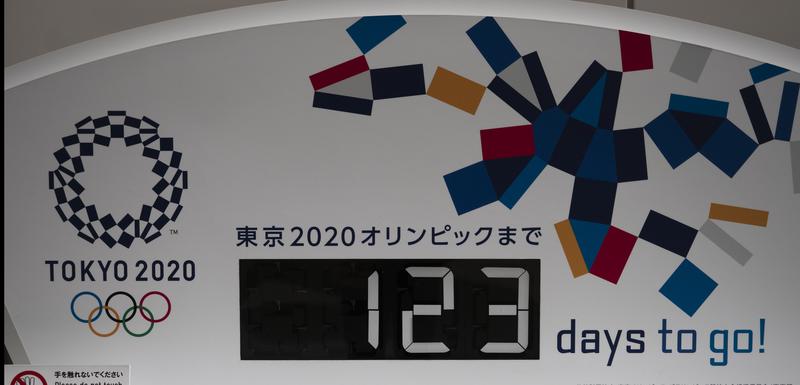 TM
TOKYO 2020
東京2020オリンピックまで
123
days to go!
手を触れないでください
Please do not touch